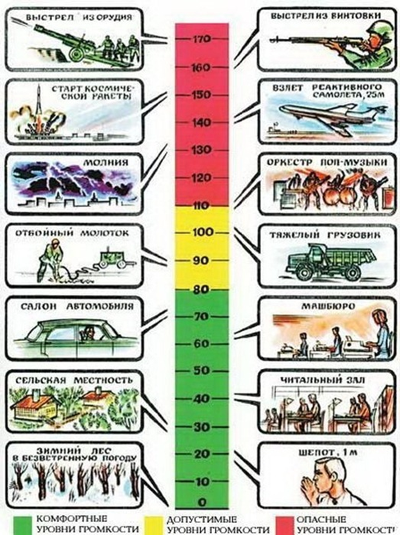 ВЫСТРЕЛ ИЗ ОРУДИЯ
ВЫСТРЕЛ ИЗ ВИНТОВКИ
170
160
СТАРТ КОСМИЧЕ-
СКОЙ РАКЕТЫ
ВЗЛЕТ РЕАКТИВНОГО
САМОЛЕТА, 25М
150
140
130
МОЛНИЯ
ОРКЕСТР ПОП-МУЗЫКИ
120
110
ОТБОЙНЫЙ МОЛОТОК
ТЯЖЕЛЫЙ ГРУЗОВИК
100
90
80
САЛОН АВТОМОБИЛЯ
МАШБЮРО
70
60
50
СЕЛЬСКАЯ МЕСТНОСТЬ
ЧИТАЛЬНЫЙ ЗАЛ
40
30
ЗИМНИЙ ЛЕС
В БЕЗВЕТРЕННУЮ ПОГОДУ
ШЕПОТ, 1М
20
10
0
КОМФОРТНЫЕ
УРОВНИ ГРОМКОСТИ
ДОПУСТИМЫЕ
УРОВНИ ГРОМКОСТИ
ОПАСНЫЕ
УРОВНИ ГРОМКОСТ